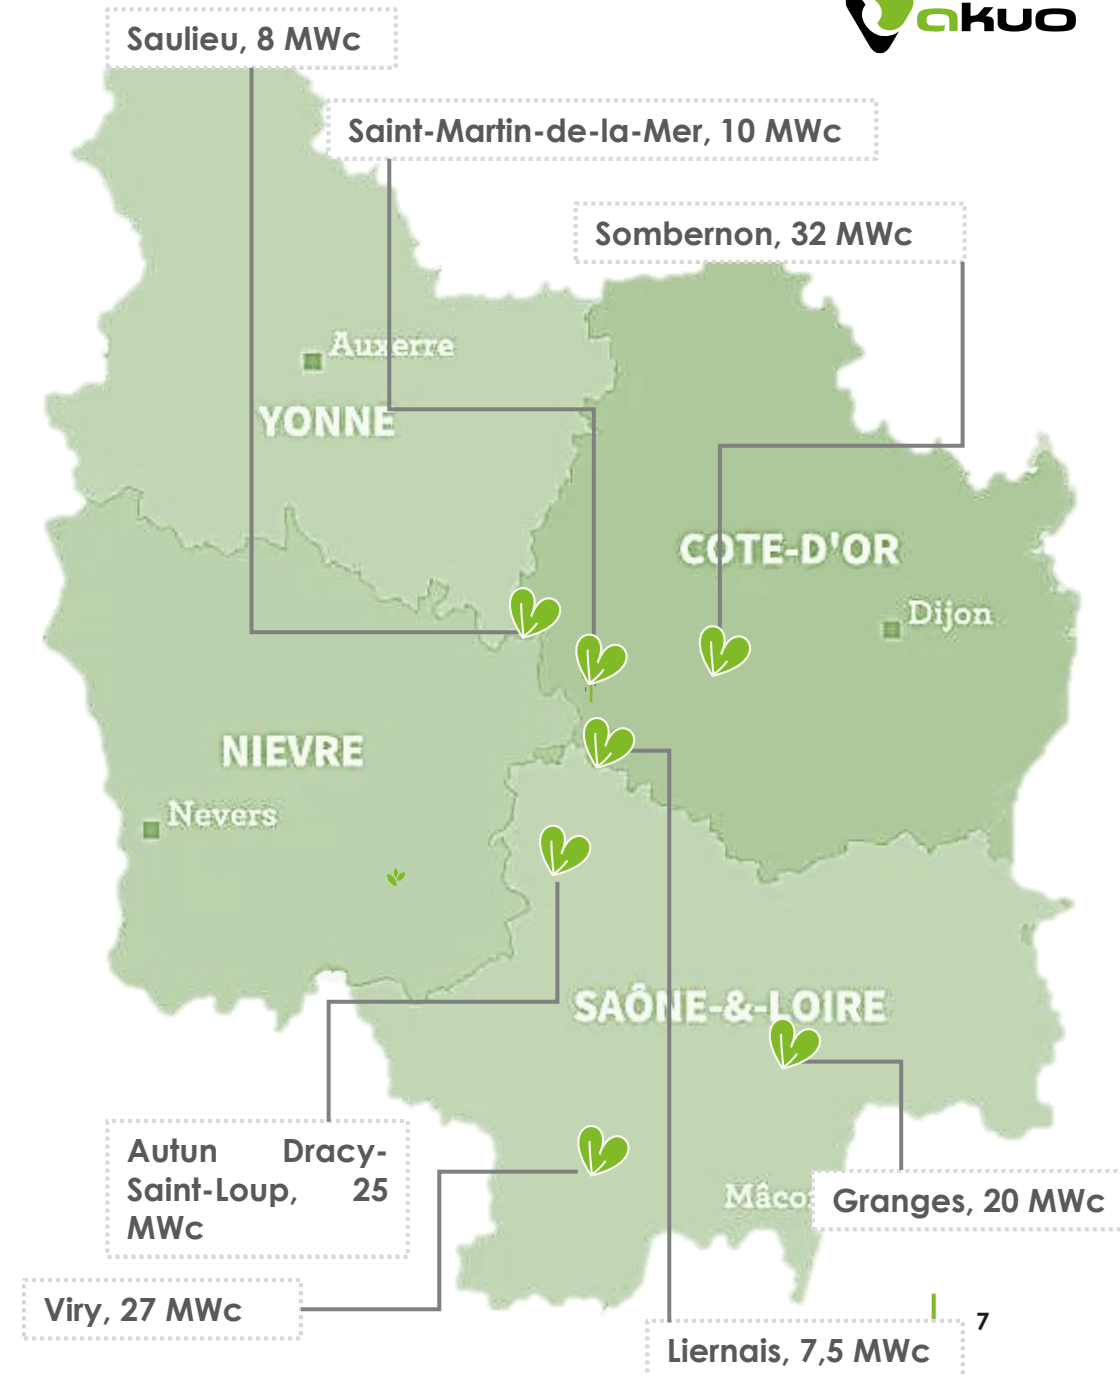 akuo
Saulieu, 8 MWc
Saint-Martin-de-la-Mer, 10 MWc
Sombernon, 32 MWc
Auxerre
YONNE
COTE-D'OR
Dijon
NIEVRE
Nevers
SAÔNE-&-LOIRE
Autun Dracy-
Saint-Loup, 25
MWc
Mâco
Granges, 20 MWc
Viry, 27 MWc
7
Liernais, 7,5 MWc